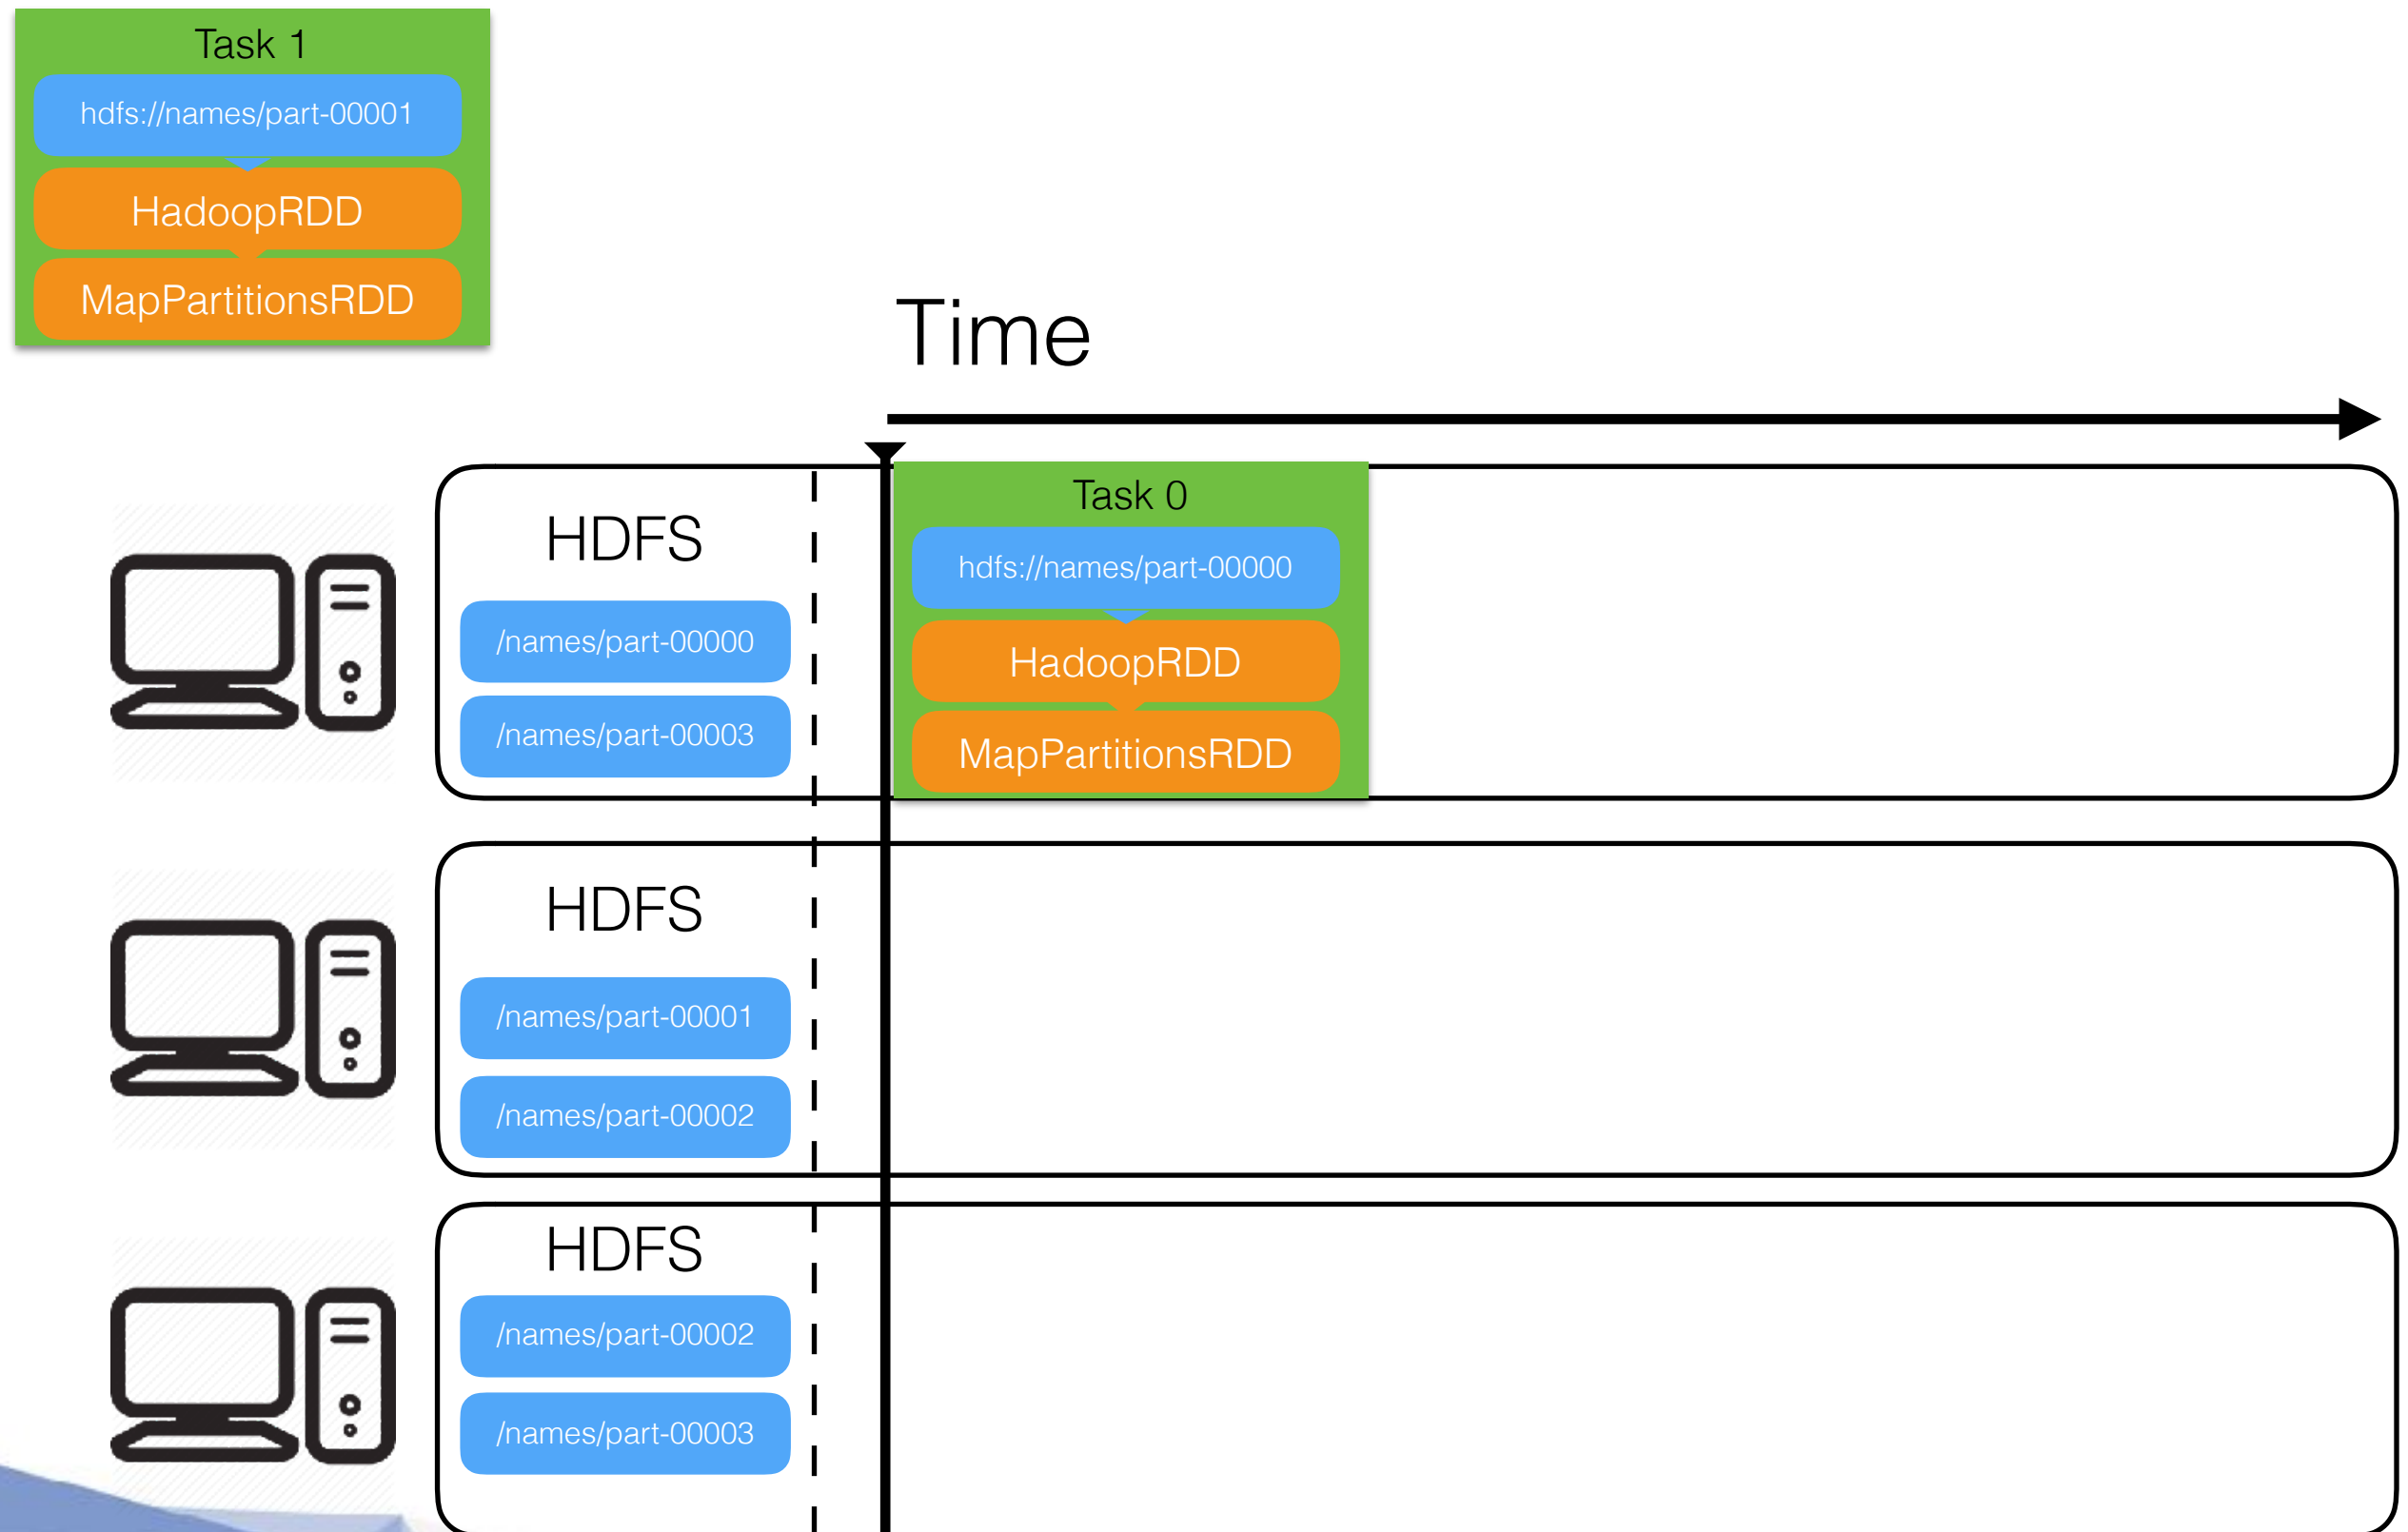 Task 1
hdfs://names/part-00001
HadoopRDD
MapPartitionsRDD
Time
HDFS
/names/part-00000
/names/part-00003
Task 0
hdfs://names/part-00000
HadoopRDD
MapPartitionsRDD
HDFS
/names/part-00001
/names/part-00002
HDFS
/names/part-00002
/names/part-00003